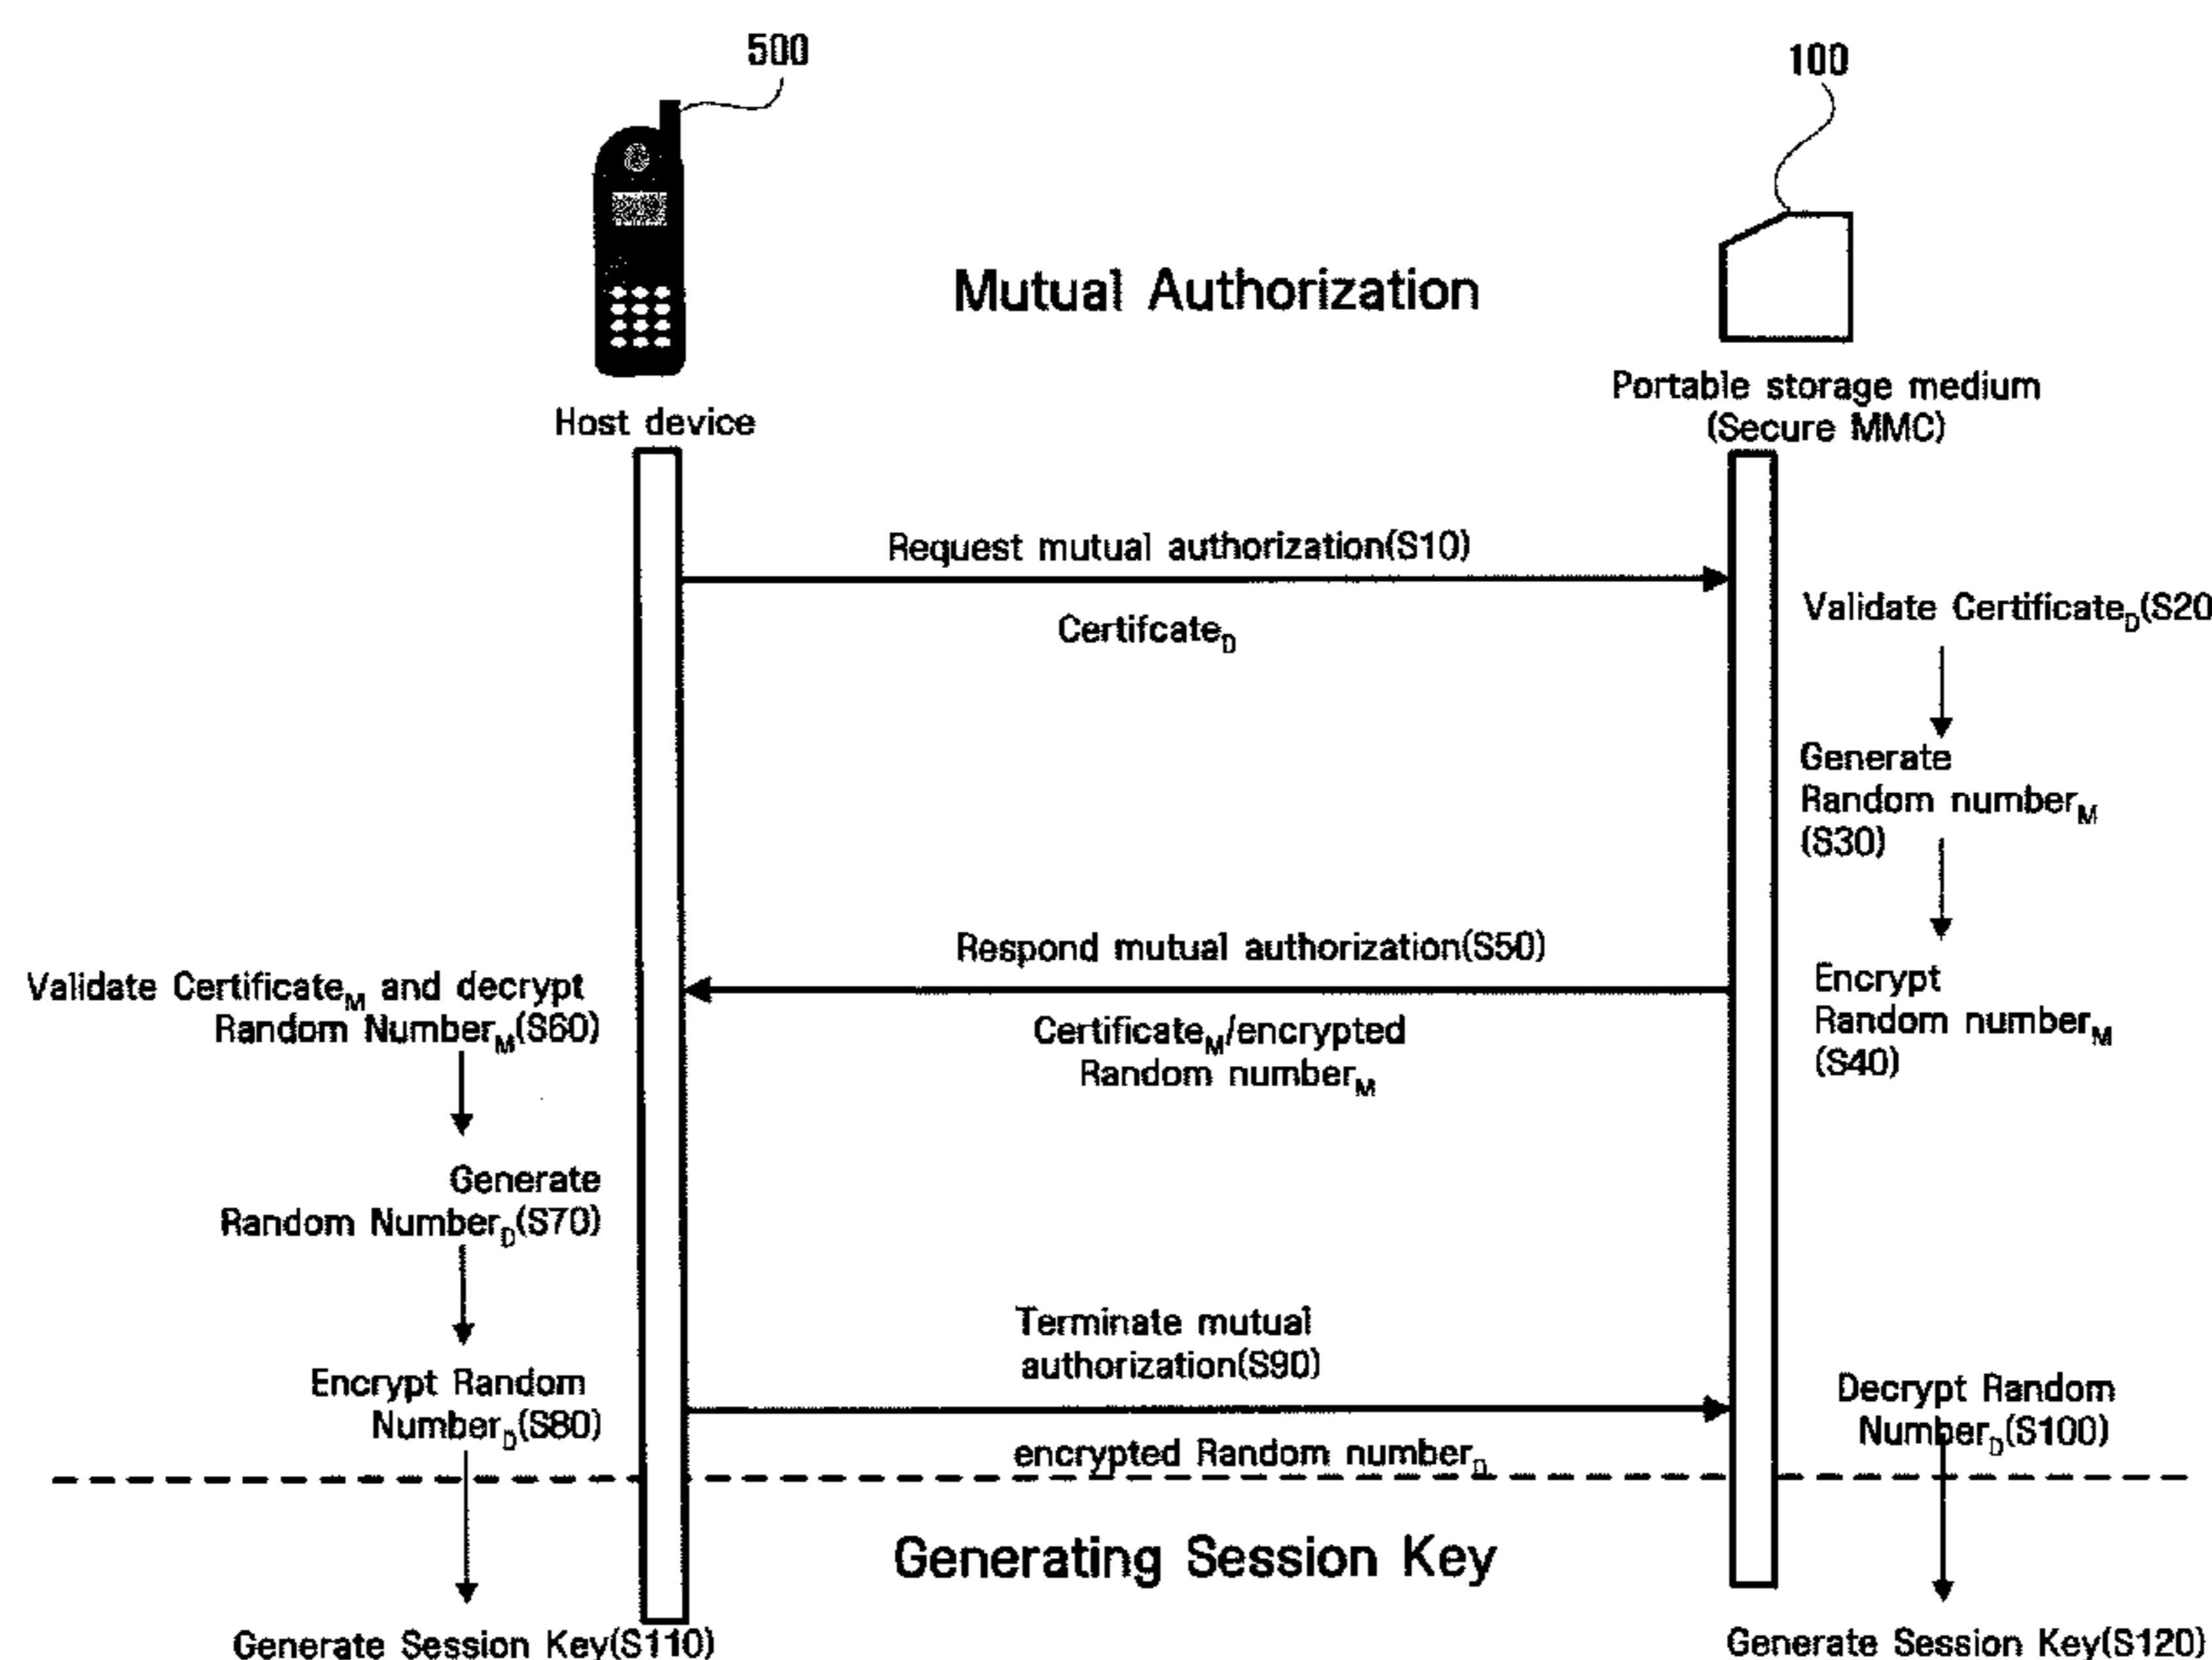 500
100
Mutual Authorization
Host device
Portable storage medium
(Secure MMC)
Request mutual authorization(S10)
Certifcate_D
Validate Certificate_D(S20
Generate
Random number_M
(S30)
Encrypt
Random number_M
(S40)
Respond mutual authorization(S50)
Certificate_M/encrypted
Random number_M
Validate Certificate_M and decrypt
Random Number_M(S60)
Generate
Random Number_D(S70)
Encrypt Random
Number_D(S80)
Terminate mutual
authorization(S90)
encrypted Random number_D
Decrypt Random
Number_D(S100)
Generating Session Key
Generate Session Key(S110)
Generate Session Key(S120)